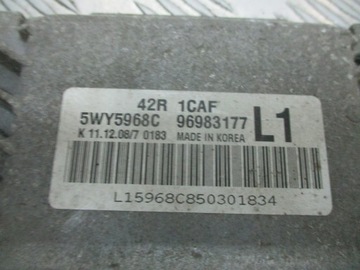 42R 1CAF
5WY5968C 96983177 L1
K 11.12.08/7 0183 MADE IN KOREA
L15968C850301834